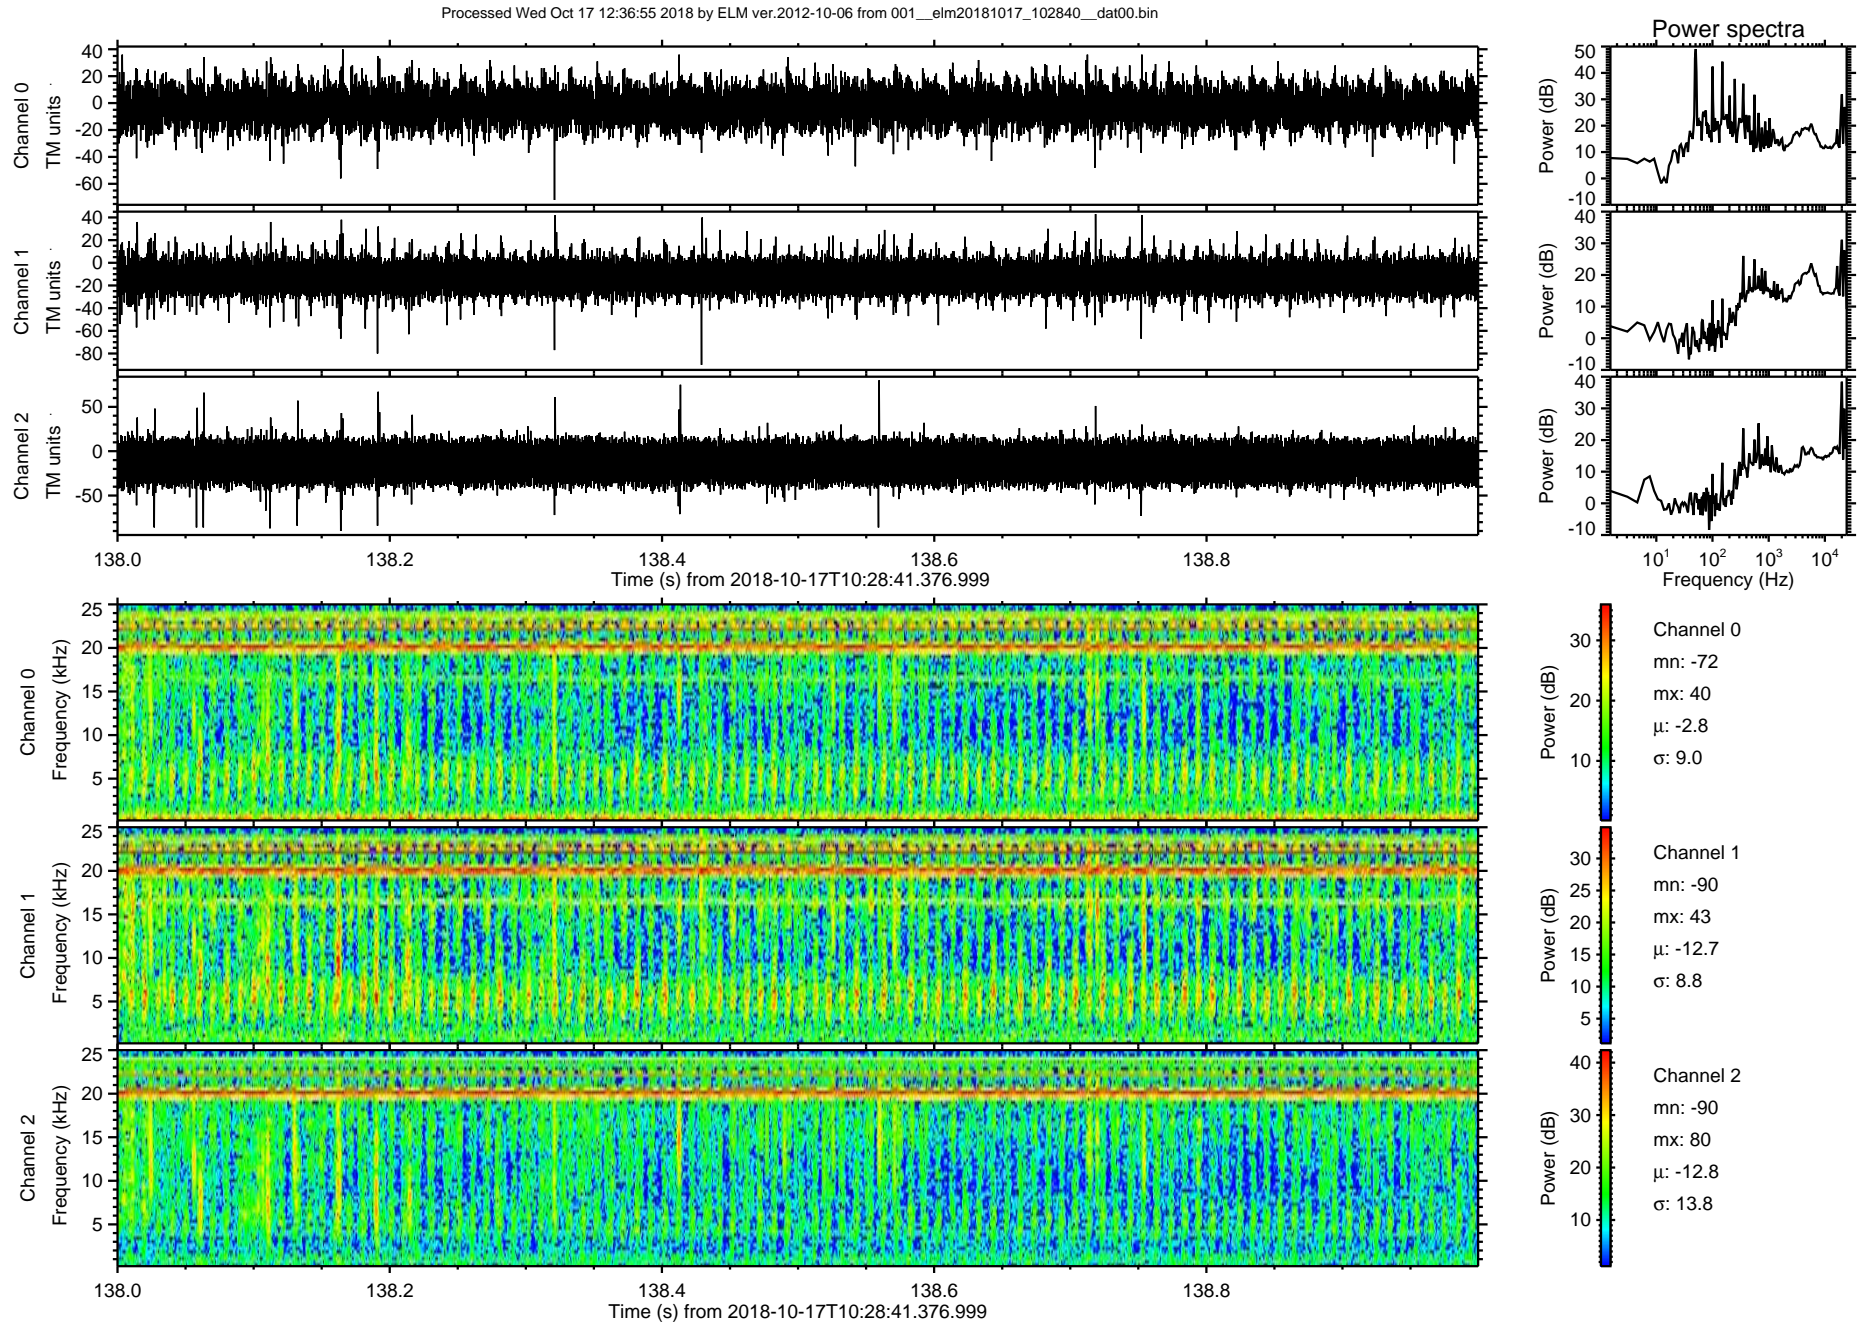 Processed Wed Oct 17 12:36:55 2018 by ELM ver.2012-10-06 from 001__elm20181017_102840__dat00.bin
Power spectra
Channel 0
TM units
40
20
0
-20
-40
-60
Power (dB)
50
40
30
20
10
0
-10
Channel 1
TM units
40
20
0
-20
-40
-60
-80
Power (dB)
40
30
20
10
0
-10
Channel 2
TM units
50
0
-50
Power (dB)
40
30
20
10
0
-10
138.0 138.2 138.4 138.6 138.8
Time (s) from 2018-10-17T10:28:41.376.999
10¹ 10² 10³ 10⁴
Frequency (Hz)
Channel 0
Frequency (kHz)
25
20
15
10
5
Power (dB)
30
20
10
Channel 0
mn: -72
mx: 40
μ: -2.8
σ: 9.0
Channel 1
Frequency (kHz)
25
20
15
10
5
Power (dB)
30
25
20
15
10
5
Channel 1
mn: -90
mx: 43
μ: -12.7
σ: 8.8
Channel 2
Frequency (kHz)
25
20
15
10
5
Power (dB)
40
30
20
10
Channel 2
mn: -90
mx: 80
μ: -12.8
σ: 13.8
138.0 138.2 138.4 138.6 138.8
Time (s) from 2018-10-17T10:28:41.376.999